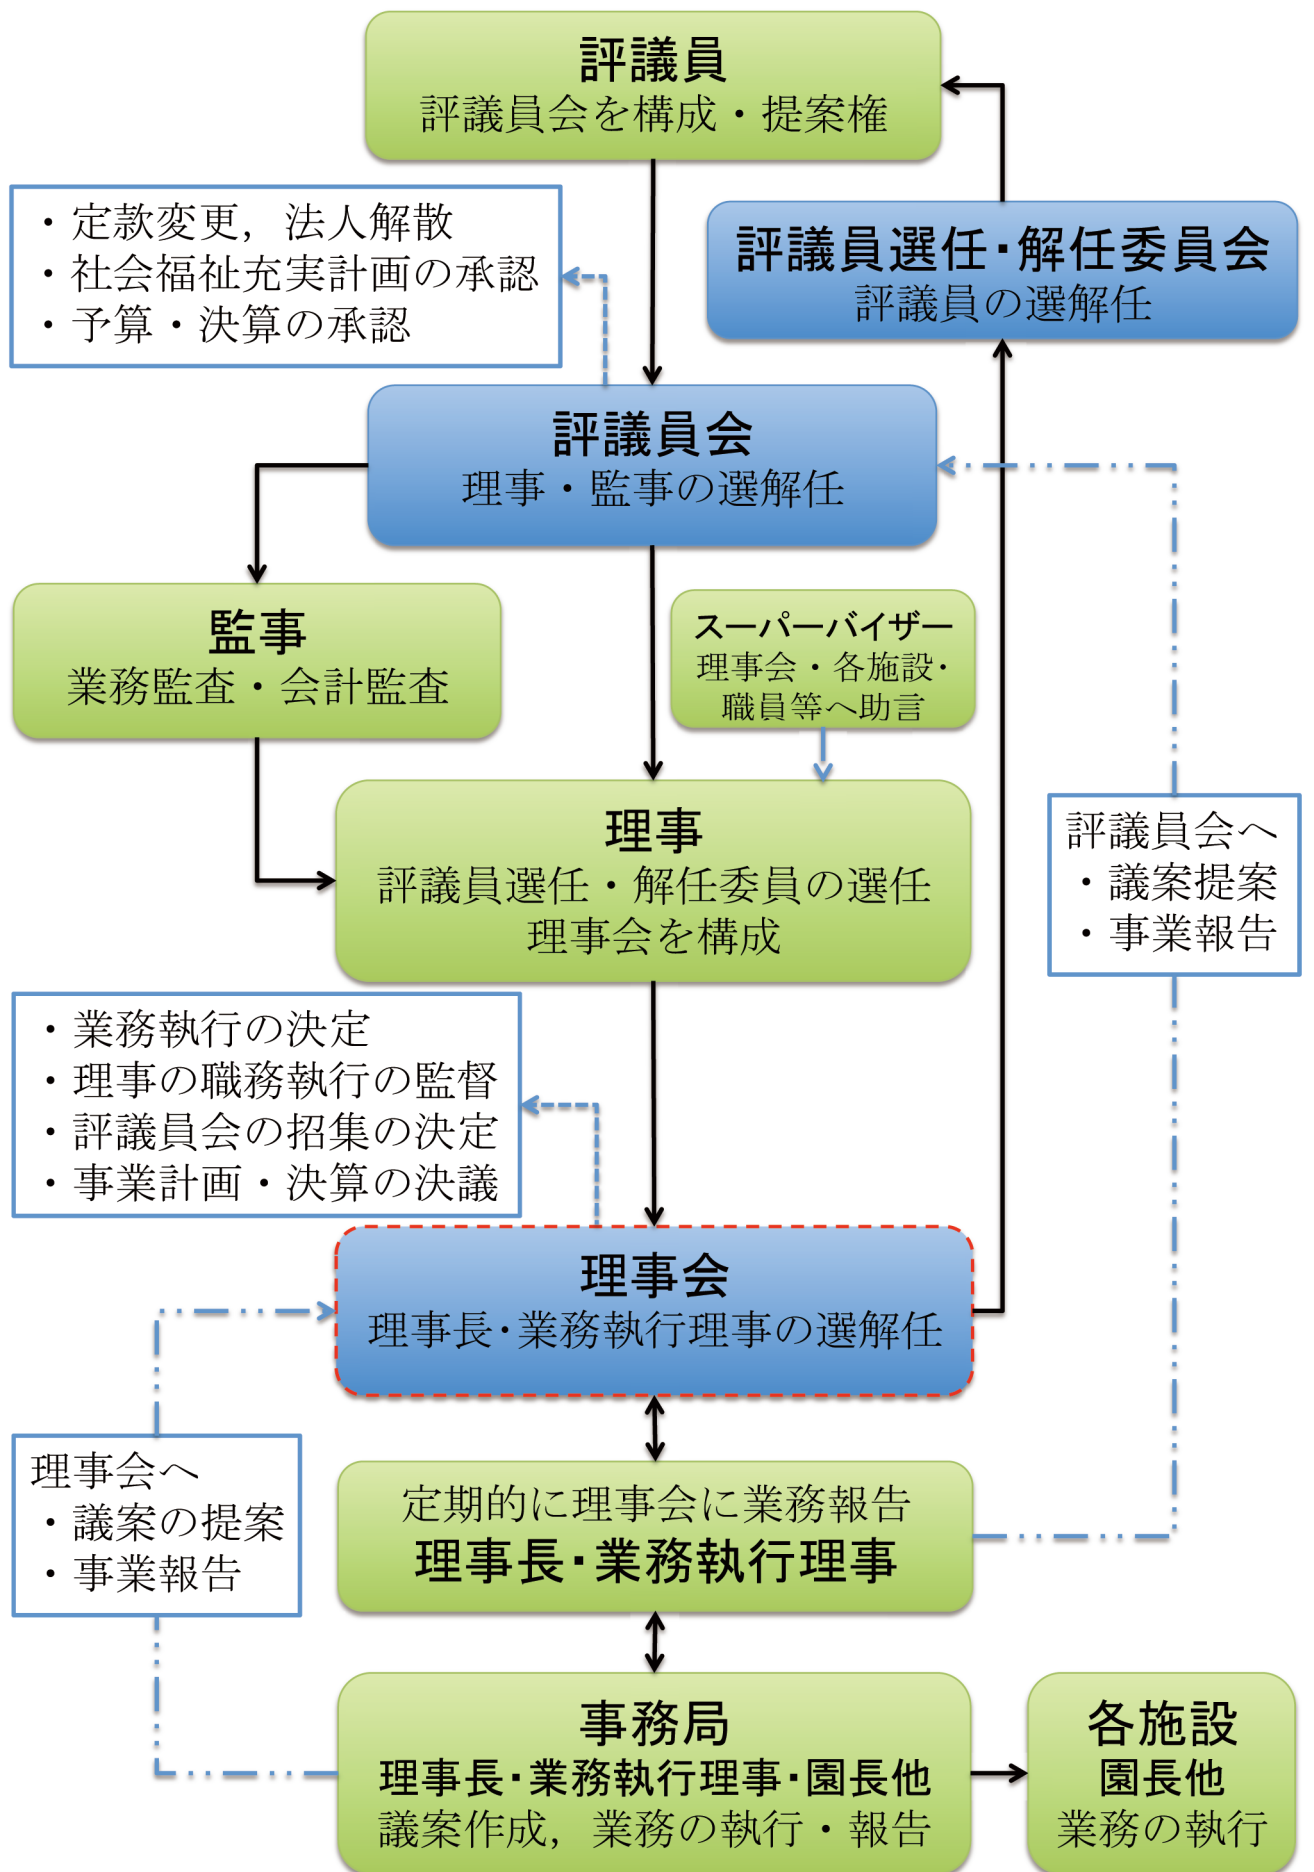 評議員
評議員会を構成・提案権
・定款変更，法人解散
・社会福祉充実計画の承認
・予算・決算の承認
評議員選任・解任委員会
評議員の選解任
評議員会
理事・監事の選解任
監事
業務監査・会計監査
スーパーバイザー
理事会・各施設・
職員等へ助言
理事
評議員選任・解任委員の選任
理事会を構成
評議員会へ
・議案提案
・事業報告
・業務執行の決定
・理事の職務執行の監督
・評議員会の招集の決定
・事業計画・決算の決議
理事会
理事長・業務執行理事の選解任
理事会へ
・議案の提案
・事業報告
定期的に理事会に業務報告
理事長・業務執行理事
事務局
理事長・業務執行理事・園長他
議案作成，業務の執行・報告
各施設
園長他
業務の執行